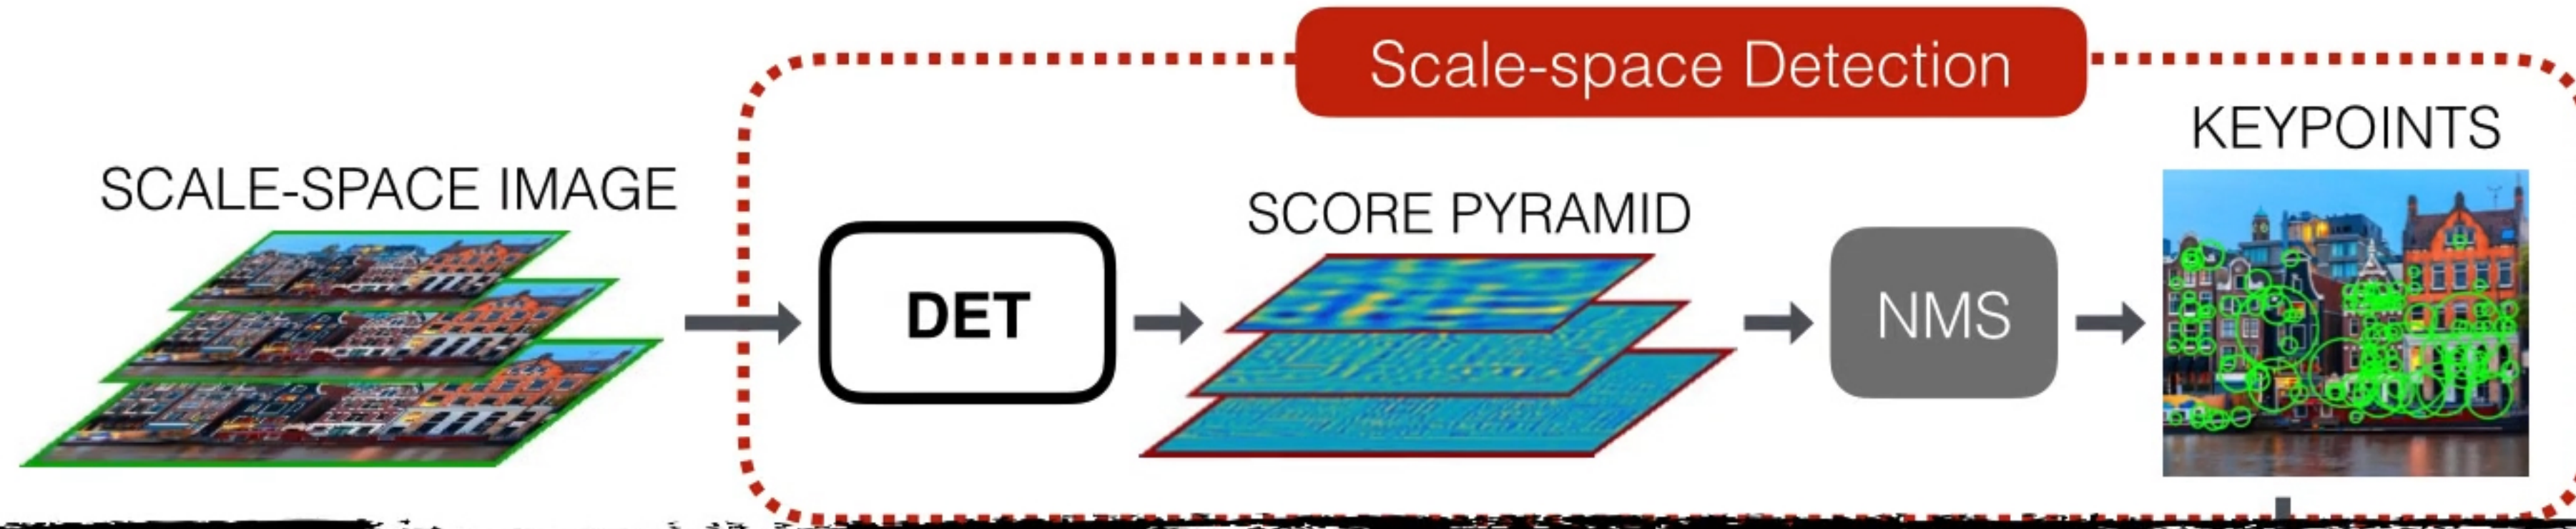 Scale-space Detection
KEYPOINTS
SCALE-SPACE IMAGE
SCORE PYRAMID
DET
NMS